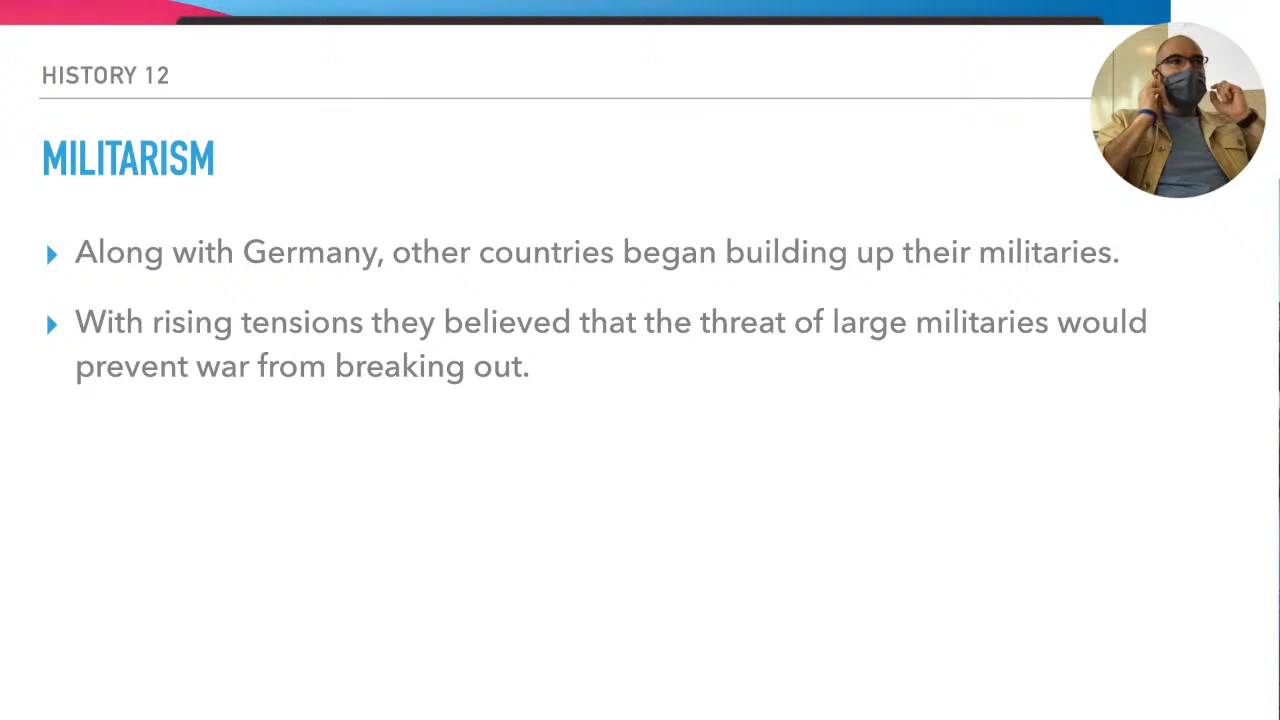 HISTORY 12
MILITARISM
Along with Germany, other countries began building up their militaries.
With rising tensions they believed that the threat of large militaries would
prevent war from breaking out.